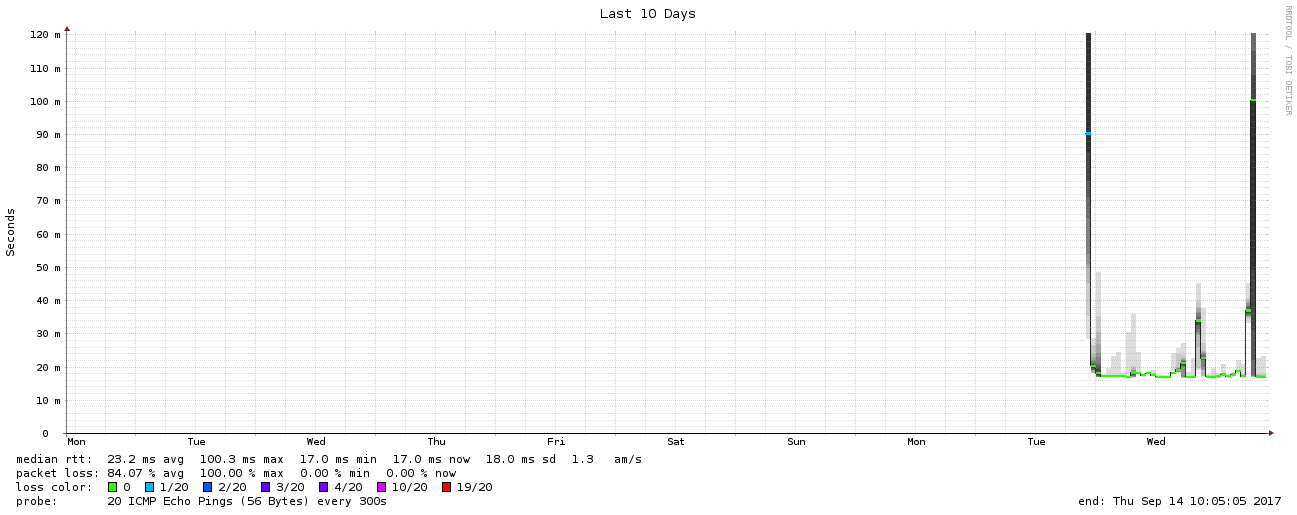 Last 10 Days
RRDTOOL / TOBI OETIKER
Seconds
120 m
110 m
100 m
90 m
80 m
70 m
60 m
50 m
40 m
30 m
20 m
10 m
0
Mon Tue Wed Thu Fri Sat Sun Mon Tue Wed
median rtt: 23.2 ms avg 100.3 ms max 17.0 ms min 17.0 ms now 18.0 ms sd 1.3 am/s
packet loss: 84.07 % avg 100.00 % max 0.00 % min 0.00 % now
loss color: 0 1/20 2/20 3/20 4/20 10/20 19/20
probe: 20 ICMP Echo Pings (56 Bytes) every 300s end: Thu Sep 14 10:05:05 2017